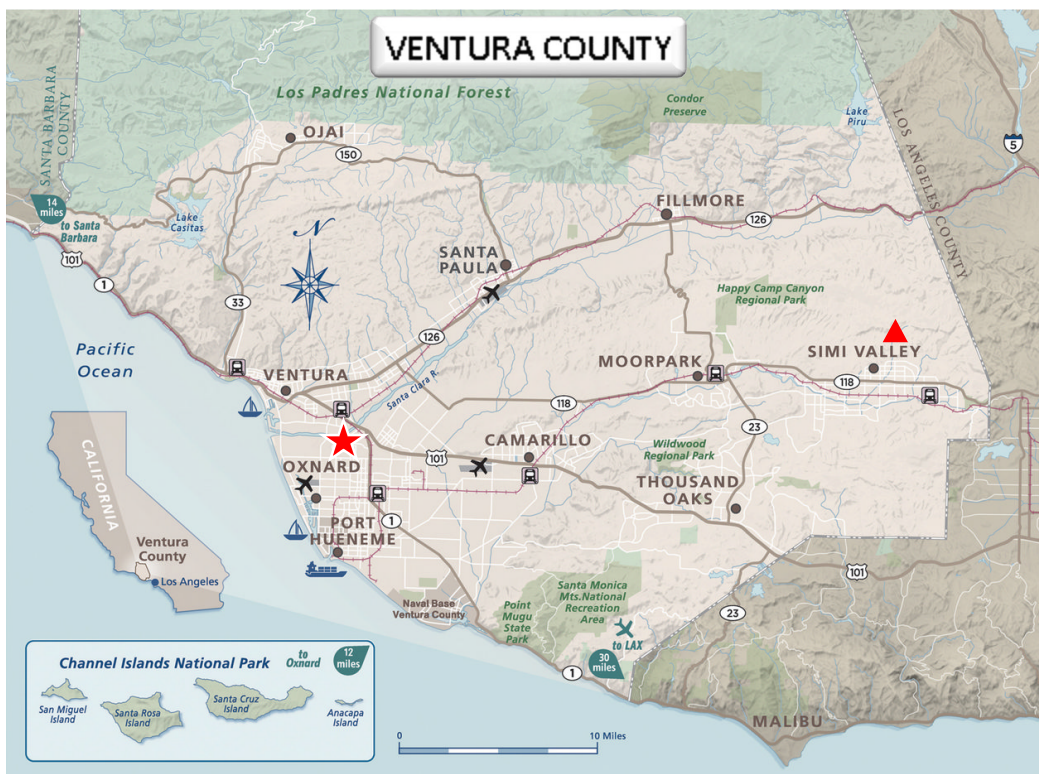 VENTURA COUNTY
Los Padres National Forest
Condor
Preserve
Lake
Piru
SANTA BARBARA
COUNTY
LOS ANGELES COUNTY
5
OJAI
150
14
miles
to Santa
Barbara
Lake
Casitas
FILLMORE
126
N
SANTA
PAULA
101
1
33
Happy Camp Canyon
Regional Park
126
Pacific
Ocean
SIMI VALLEY
MOORPARK
VENTURA
Santa Clara R.
118
118
23
CAMARILLO
Wildwood
Regional Park
101
OXNARD
THOUSAND
OAKS
PORT
HUENEME
1
CALIFORNIA
Ventura
County
Los Angeles
101
Santa Monica
Mts.National
Recreation
Area
Naval Base
Ventura County
Point
Mugu
State
Park
23
to LAX
30
miles
1
Channel Islands National Park
to
Oxnard
12
miles
San Miguel
Island
Santa Rosa
Island
Santa Cruz
Island
Anacapa
Island
MALIBU
0
10 Miles